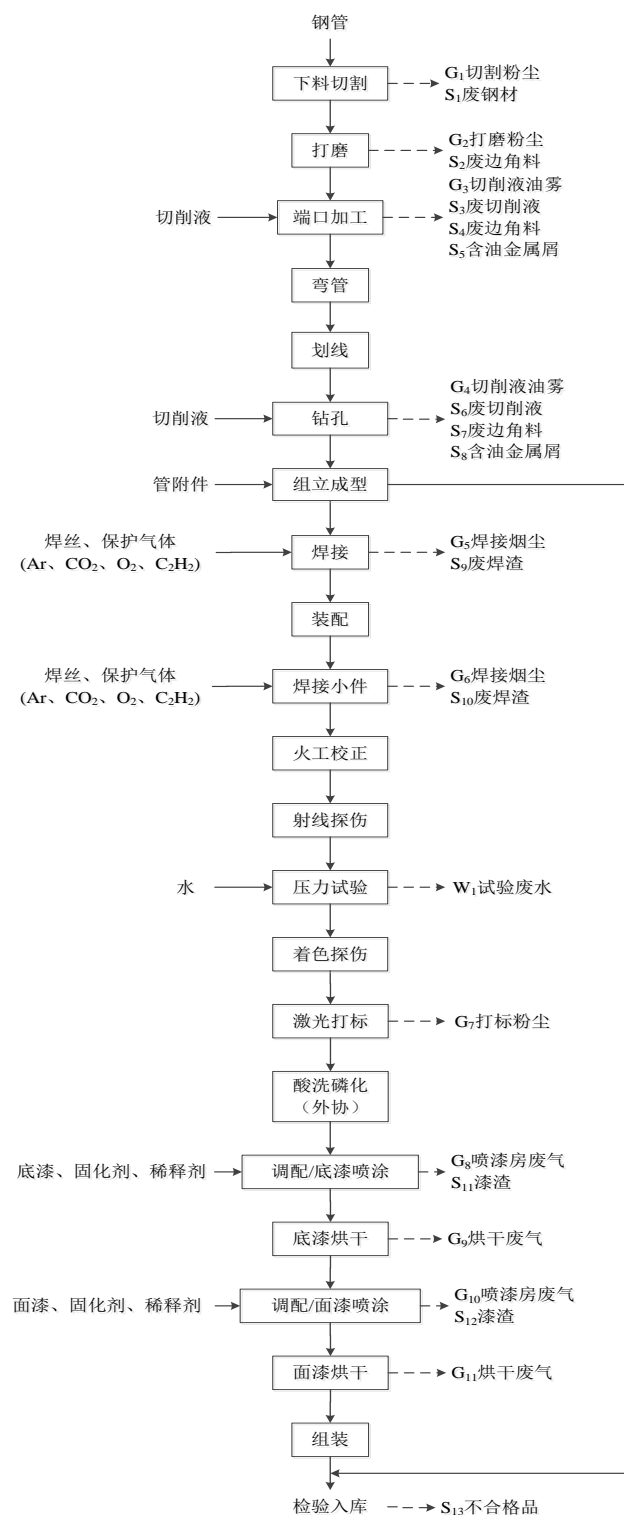 钢管
下料切割
G₁切割粉尘
S₁废钢材
打磨
G₂打磨粉尘
S₂废边角料
切削液
端口加工
G₃切削液油雾
S₃废切削液
S₄废边角料
S₅含油金属屑
弯管
划线
切削液
钻孔
G₄切削液油雾
S₆废切削液
S₇废边角料
S₈含油金属屑
管附件
组立成型
焊丝、保护气体
(Ar、CO₂、O₂、C₂H₂)
焊接
G₅焊接烟尘
S₉废焊渣
装配
焊丝、保护气体
(Ar、CO₂、O₂、C₂H₂)
焊接小件
G₆焊接烟尘
S₁₀废焊渣
火工校正
射线探伤
水
压力试验
W₁试验废水
着色探伤
激光打标
G₇打标粉尘
酸洗磷化
（外协）
底漆、固化剂、稀释剂
调配/底漆喷涂
G₈喷漆房废气
S₁₁漆渣
底漆烘干
G₉烘干废气
面漆、固化剂、稀释剂
调配/面漆喷涂
G₁₀喷漆房废气
S₁₂漆渣
面漆烘干
G₁₁烘干废气
组装
检验入库
S₁₃不合格品